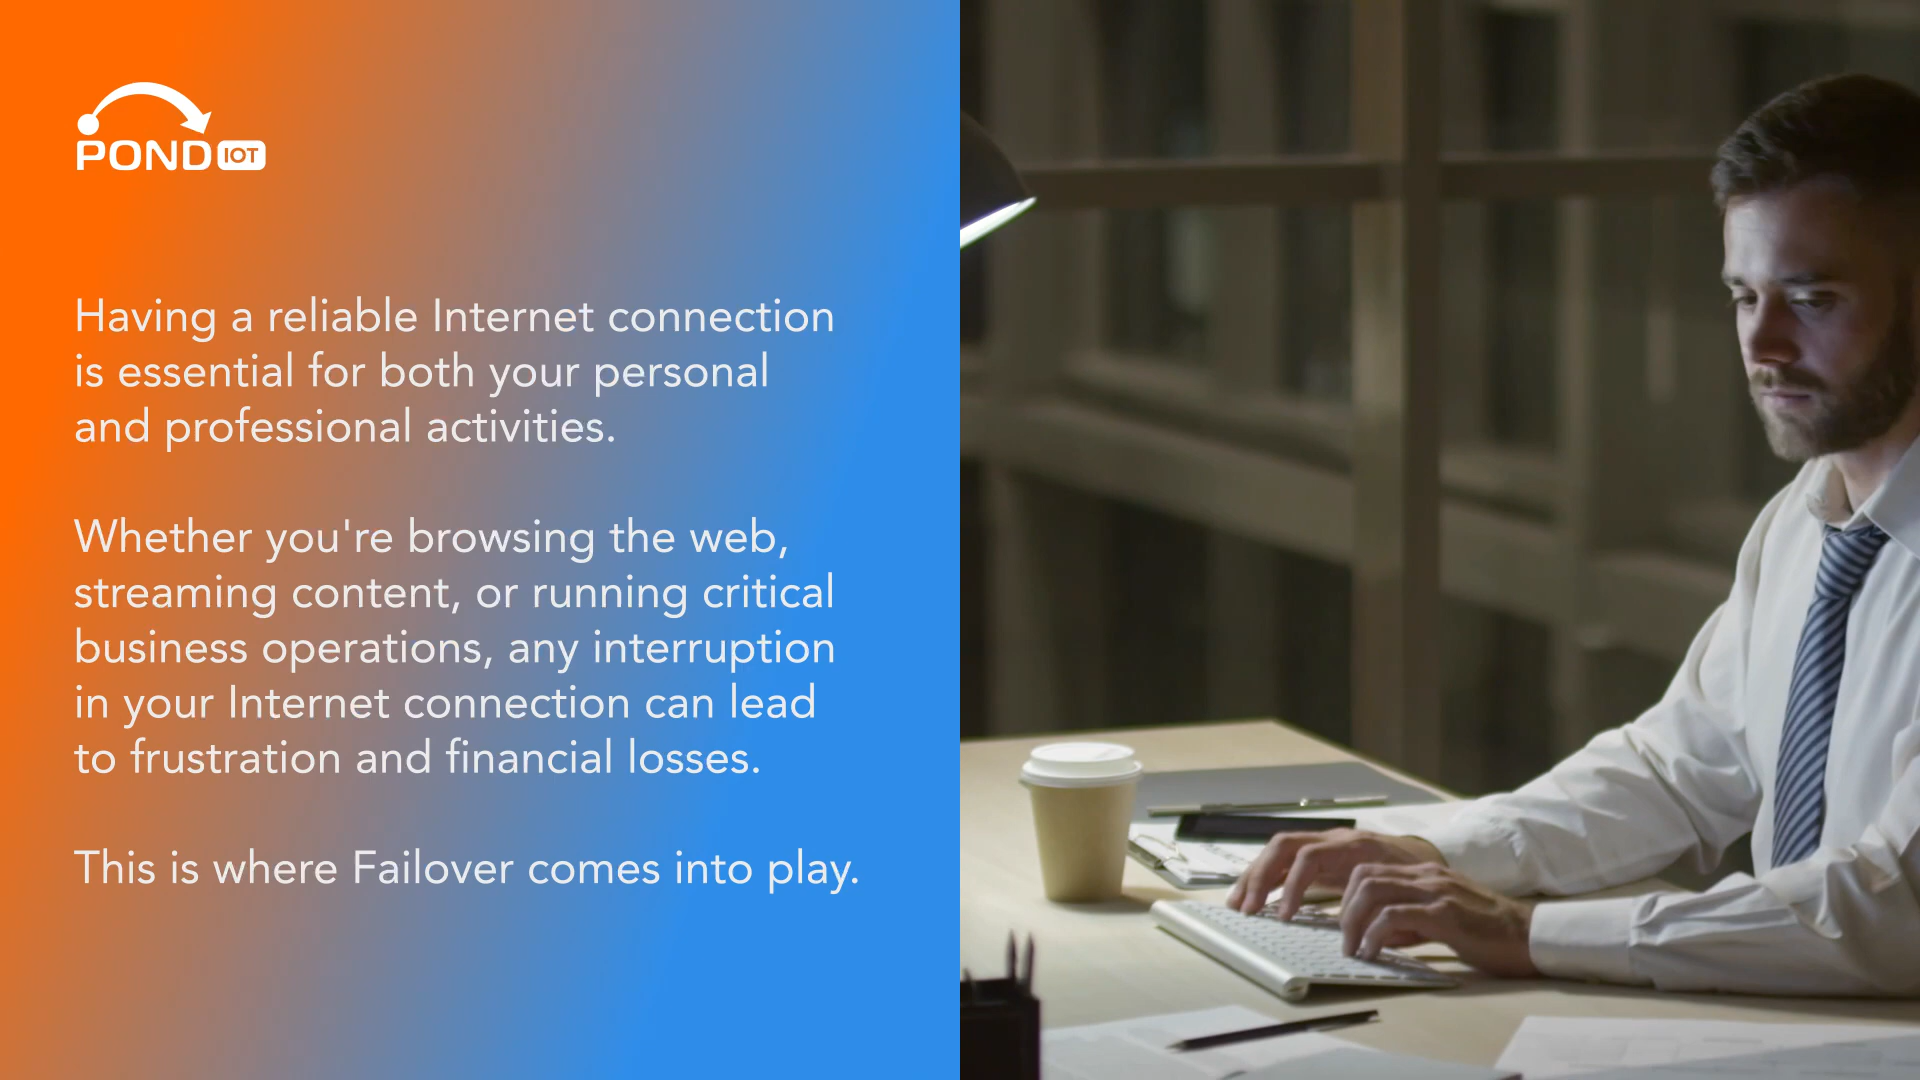 POND IOT
Having a reliable Internet connection
is essential for both your personal
and professional activities.
Whether you're browsing the web,
streaming content, or running critical
business operations, any interruption
in your Internet connection can lead
to frustration and financial losses.
This is where Failover comes into play.